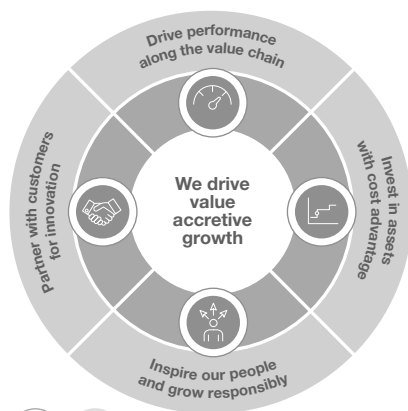 Drive performance
along the value chain
Partner with customers
for innovation
We drive
value
accretive
growth
Invest in assets
with cost advantage
Inspire our people
and grow responsibly